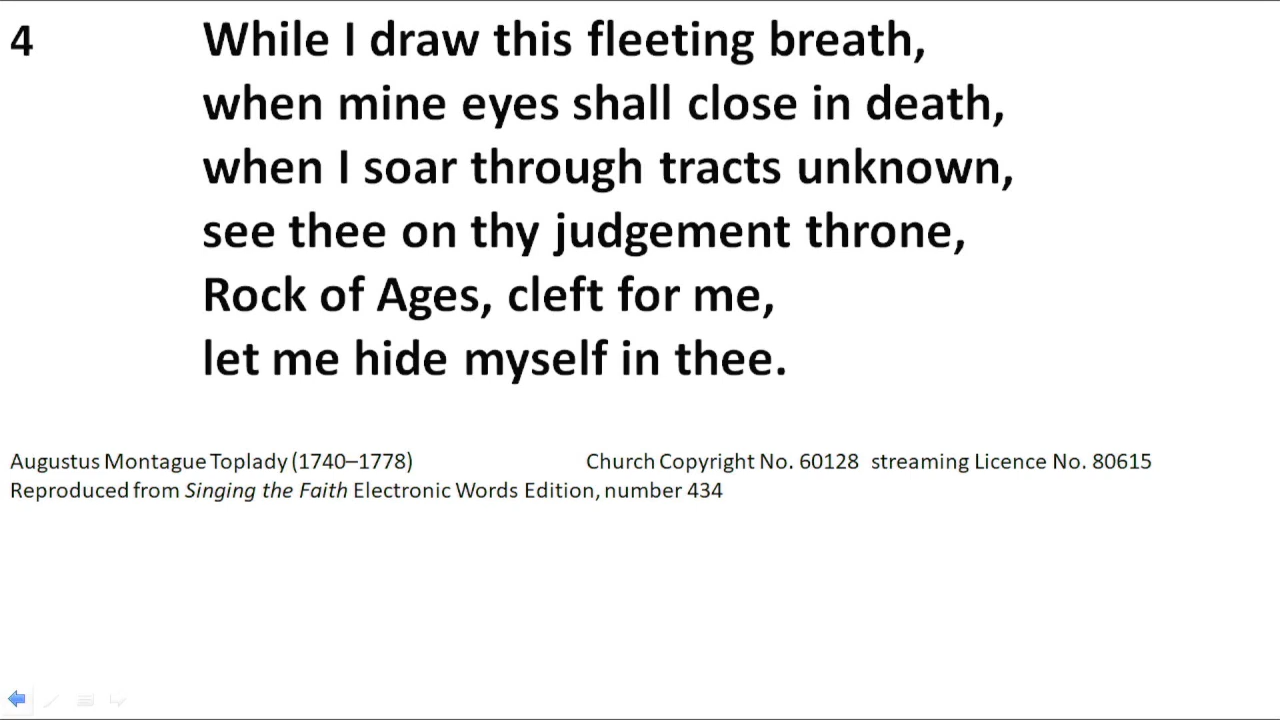 4 While I draw this fleeting breath,
when mine eyes shall close in death,
when I soar through tracts unknown,
see thee on thy judgement throne,
Rock of Ages, cleft for me,
let me hide myself in thee.
Augustus Montague Toplady (1740–1778) Church Copyright No. 60128 streaming Licence No. 80615
Reproduced from Singing the Faith Electronic Words Edition, number 434